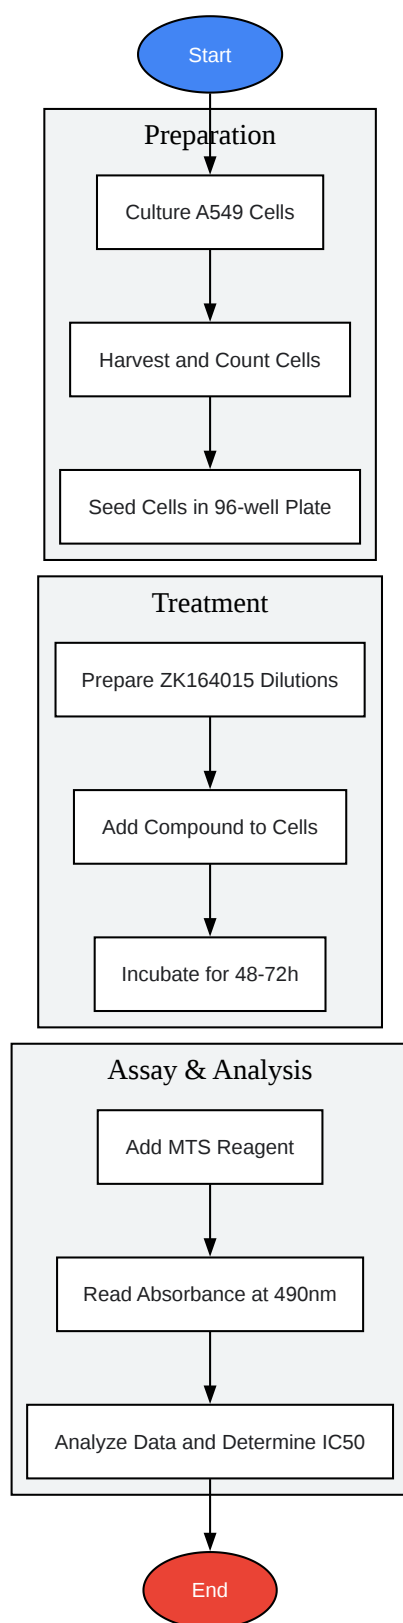 Start
Preparation
Culture A549 Cells
Harvest and Count Cells
Seed Cells in 96-well Plate
Treatment
Prepare ZK164015 Dilutions
Add Compound to Cells
Incubate for 48-72h
Assay & Analysis
Add MTS Reagent
Read Absorbance at 490nm
Analyze Data and Determine IC50
End